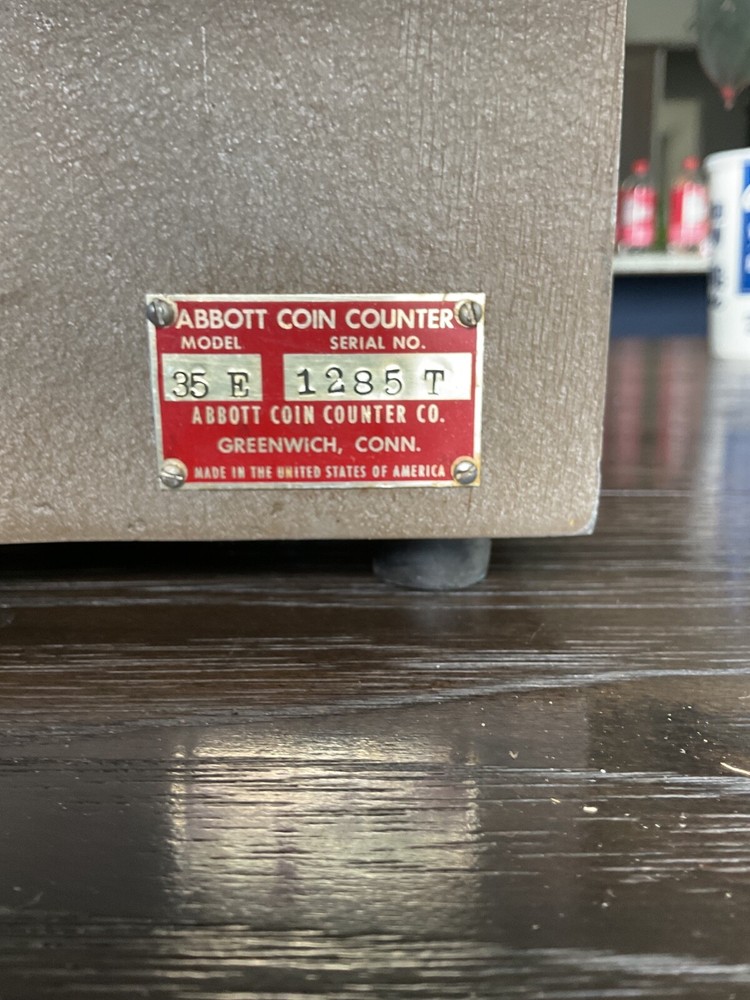 ABBOTT COIN COUNTER
MODEL SERIAL NO.
35 E 1285 T
ABBOTT COIN COUNTER CO.
GREENWICH, CONN.
MADE IN THE UNITED STATES OF AMERICA